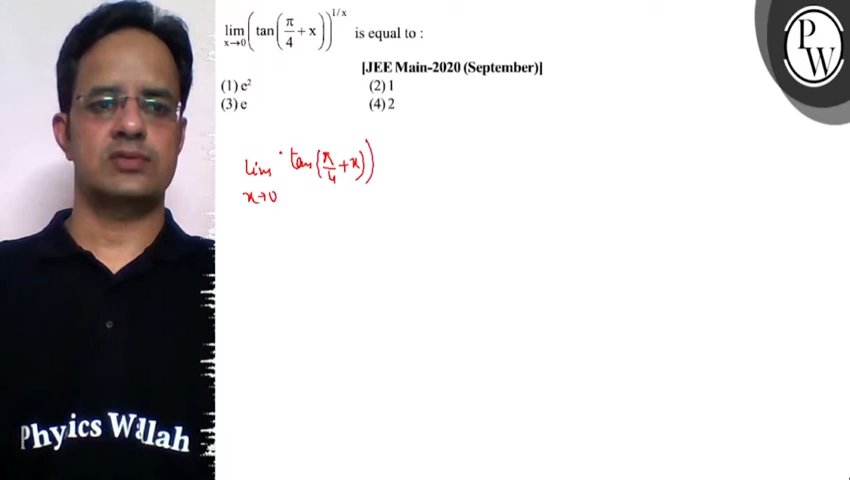 lim x→0 (tan(π/4 + x))^{1/x} is equal to :
[JEE Main-2020 (September)]
(1) e² (2) 1
(3) e (4) 2
lim x→0 tan(π/4 + x))
PW
Physics Wallah